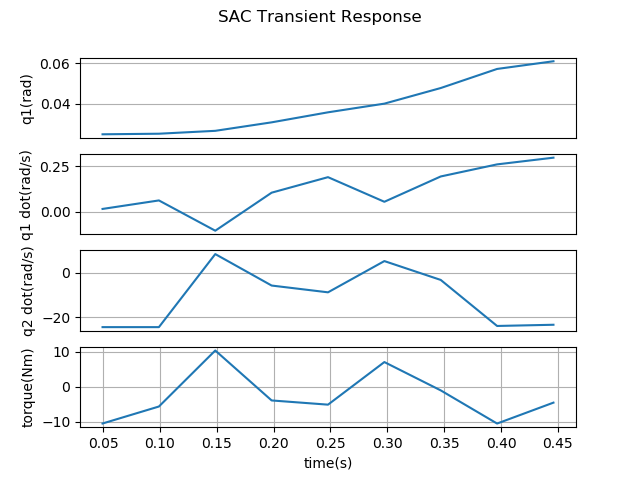 SAC Transient Response
q1(rad)
0.06
0.04
q1 dot(rad/s)
0.25
0.00
q2 dot(rad/s)
0
−20
torque(Nm)
10
0
−10
0.05 0.10 0.15 0.20 0.25 0.30 0.35 0.40 0.45
time(s)